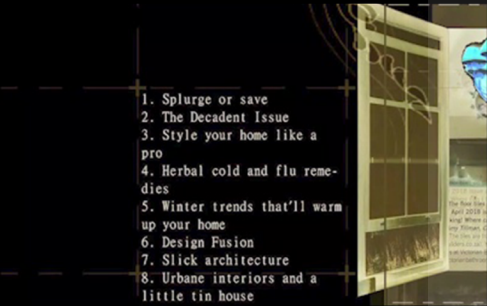 1. Splurge or save
2. The Decadent Issue
3. Style your home like a
pro
4. Herbal cold and flu reme-
dies
5. Winter trends that'll warm
up your home
6. Design Fusion
7. Slick architecture
8. Urbane interiors and a
little tin house
April 2018